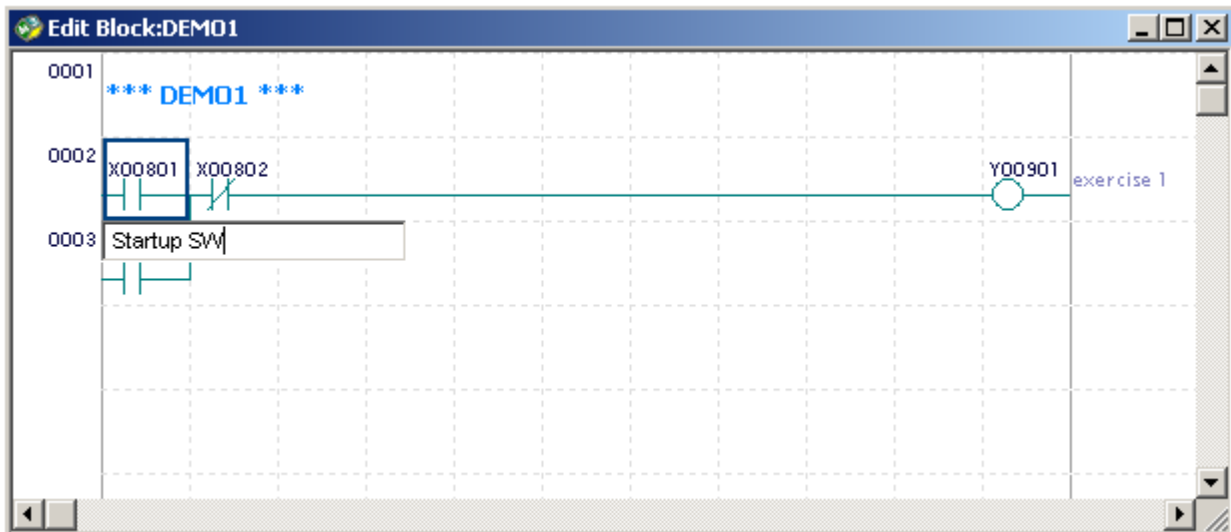 Edit Block:DEMO1
0001
*** DEMO1 ***
0002
X00801 X00802 Y00901 exercise 1
0003 Startup SW